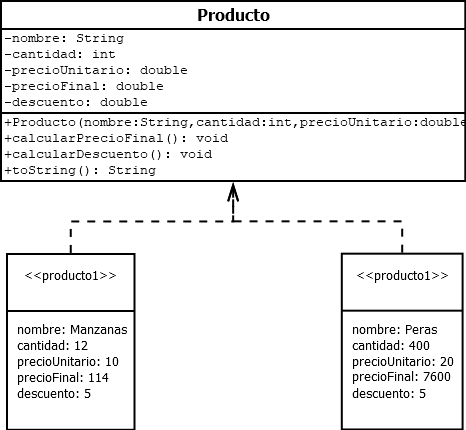 Producto
-nombre: String
-cantidad: int
-precioUnitario: double
-precioFinal: double
-descuento: double
+Producto(nombre:String,cantidad:int,precioUnitario:double
+calcularPrecioFinal(): void
+calcularDescuento(): void
+toString(): String
<<producto1>>
nombre: Manzanas
cantidad: 12
precioUnitario: 10
precioFinal: 114
descuento: 5
<<producto1>>
nombre: Peras
cantidad: 400
precioUnitario: 20
precioFinal: 7600
descuento: 5